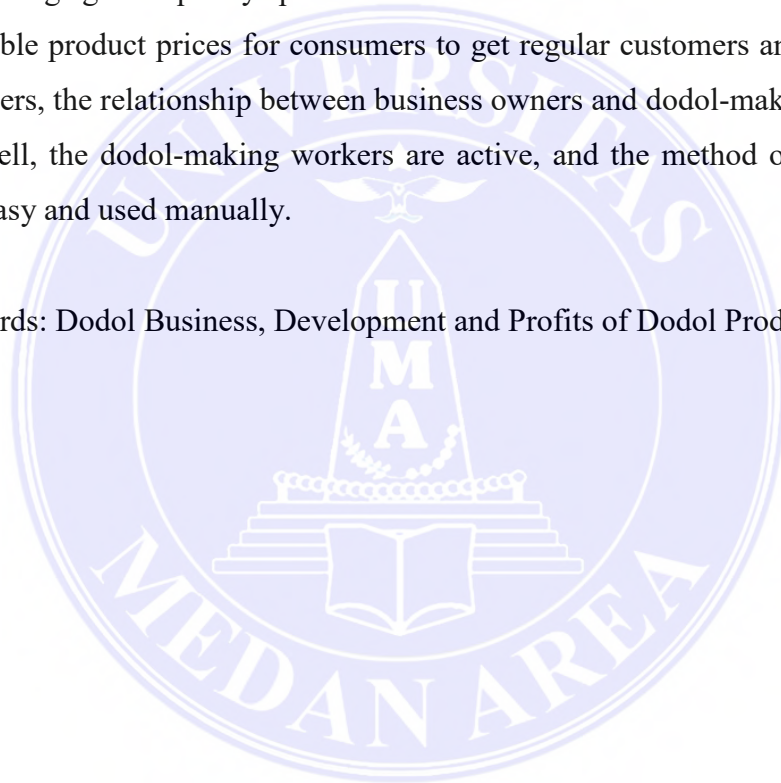 ble product prices for consumers to get regular customers an
ers, the relationship between business owners and dodol-mak
ell, the dodol-making workers are active, and the method o
asy and used manually.
rds: Dodol Business, Development and Profits of Dodol Prod
UNIVERSITAS
U
M
A
MEDAN AREA